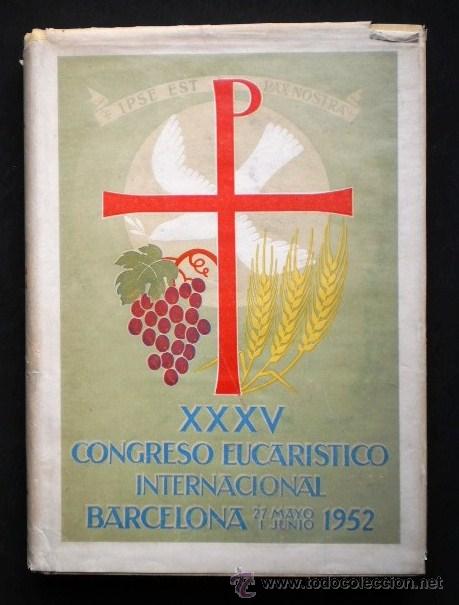 IPSE EST PAX NOSTRA
P
XXXV
CONGRESO EUCARISTICO
INTERNACIONAL
BARCELONA 27 MAYO 1 JUNIO 1952
© www.todocoleccion.net